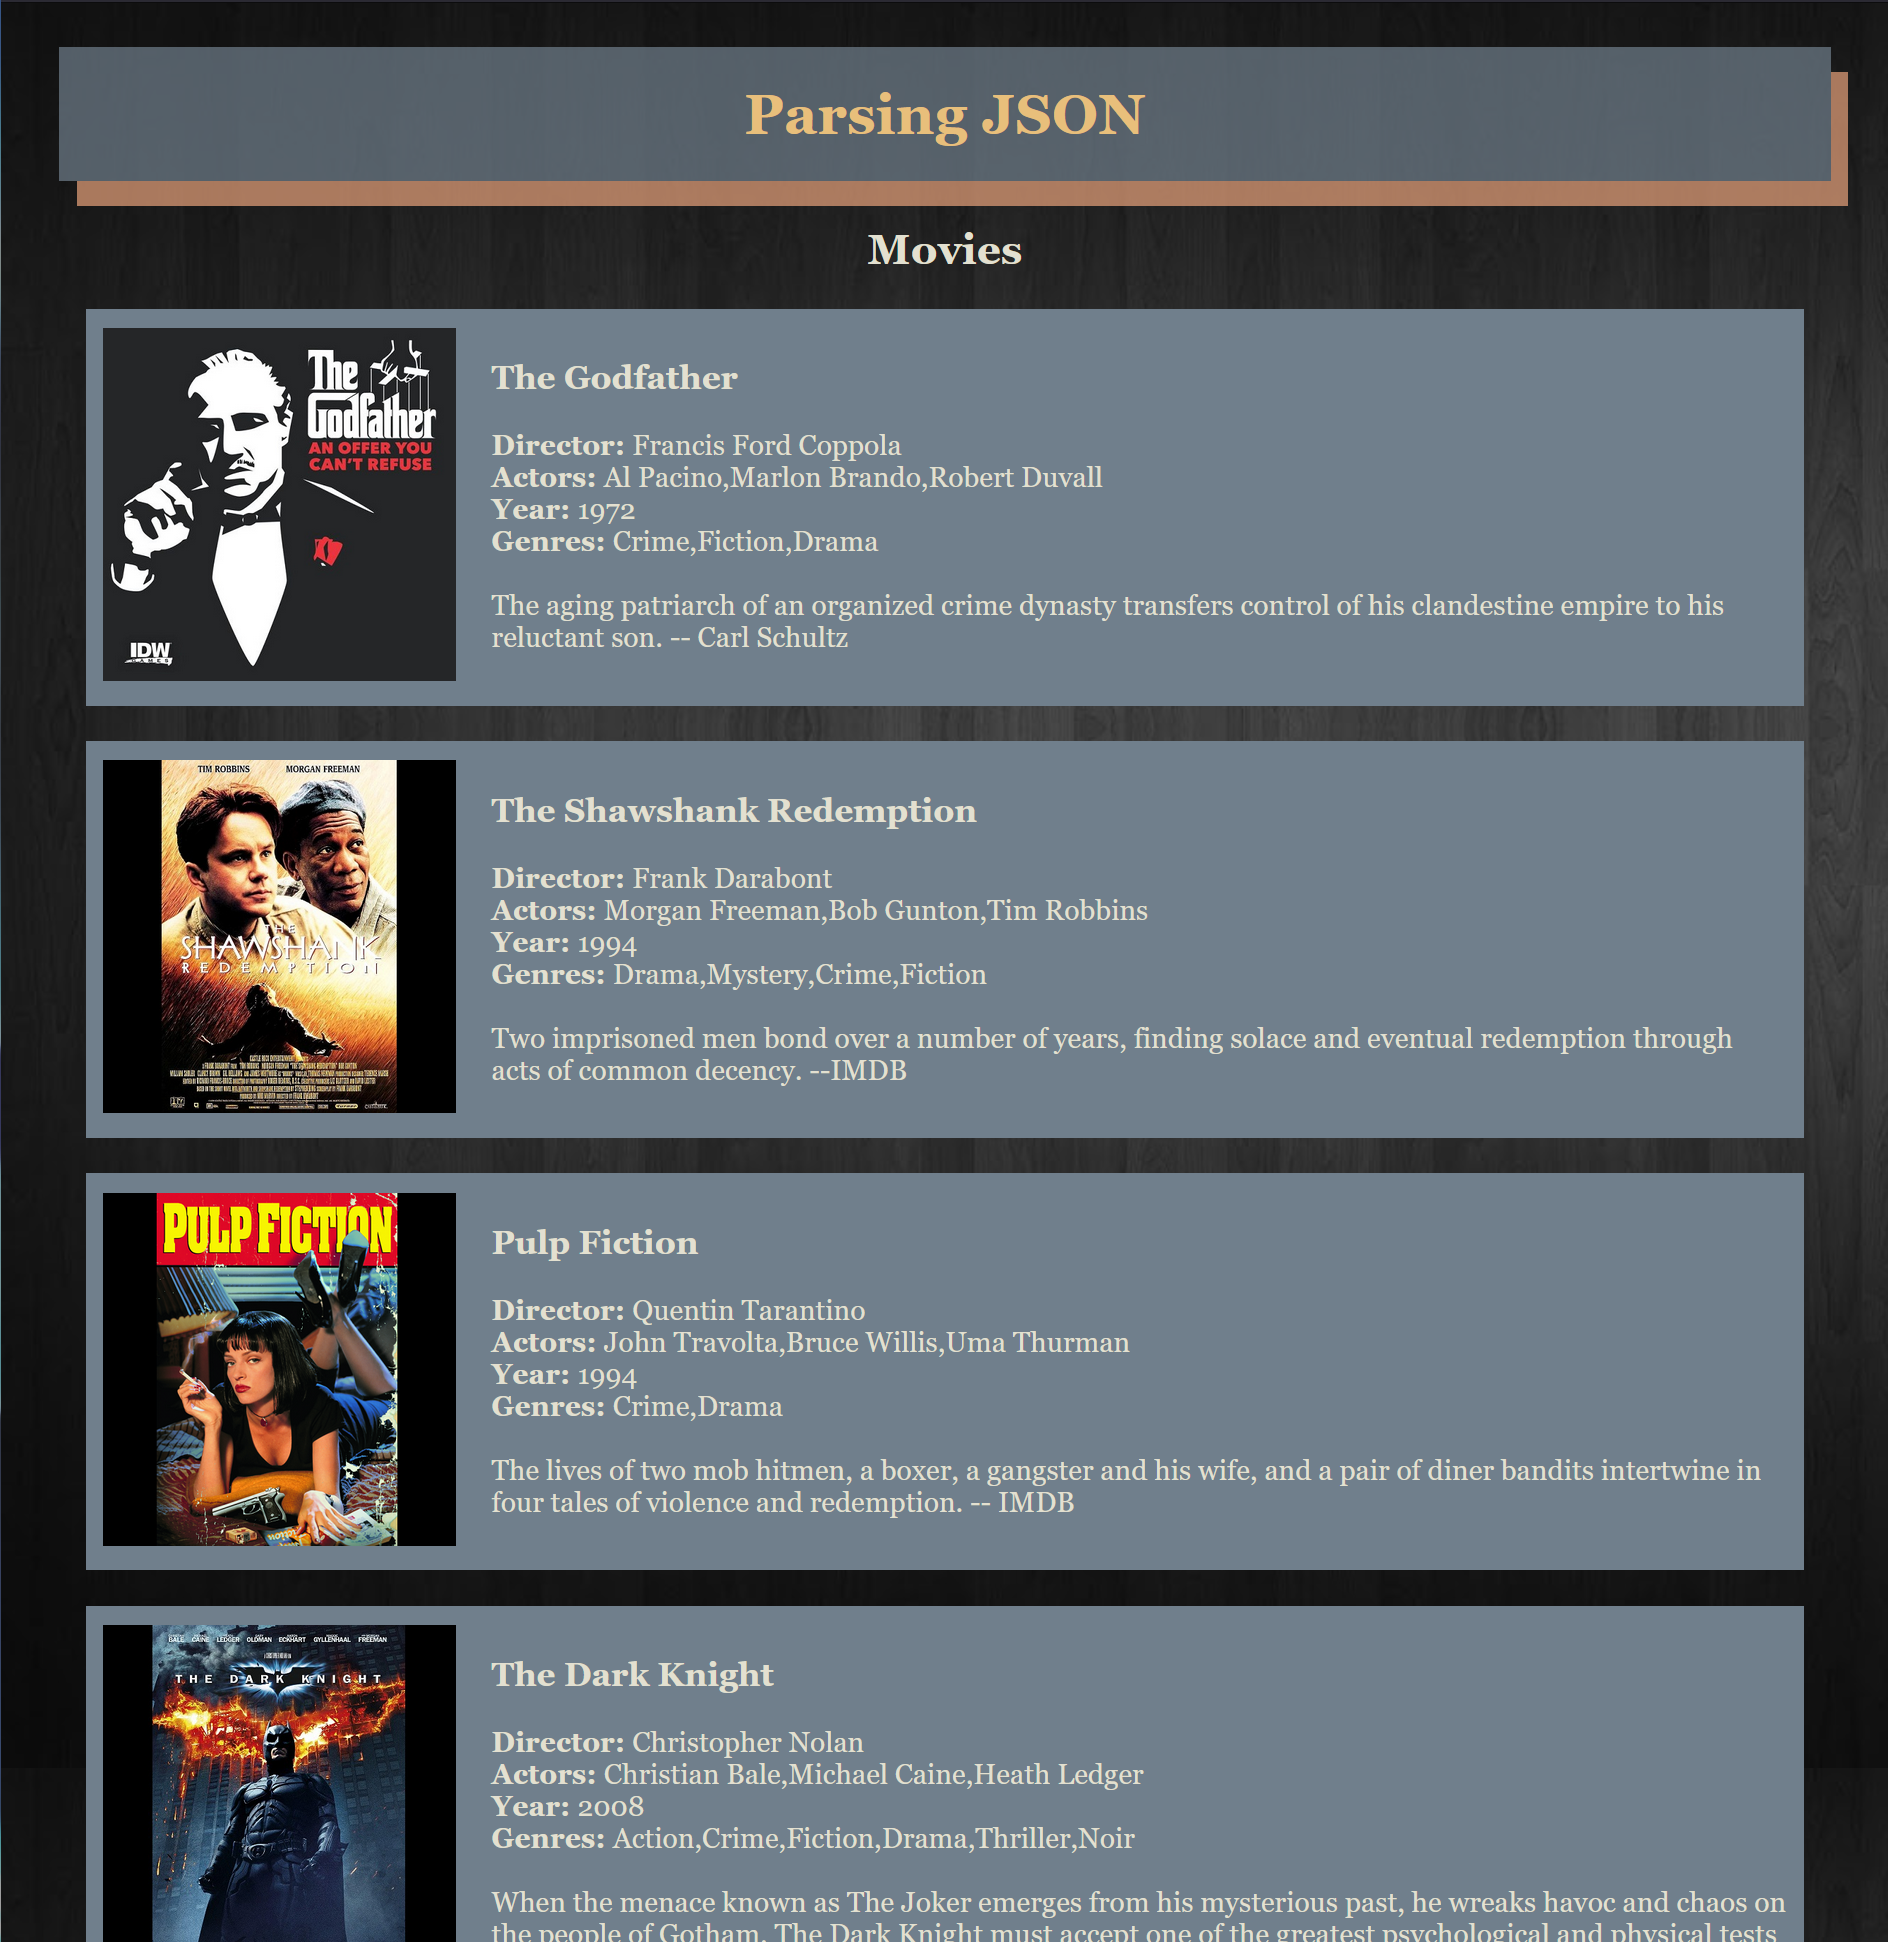 Parsing JSON
Movies
The
Godfather
AN OFFER YOU
CAN'T REFUSE
IDW
GAMES
The Godfather
Director: Francis Ford Coppola
Actors: Al Pacino,Marlon Brando,Robert Duvall
Year: 1972
Genres: Crime,Fiction,Drama
The aging patriarch of an organized crime dynasty transfers control of his clandestine empire to his
reluctant son. -- Carl Schultz
TIM ROBBINS MORGAN FREEMAN
THE
SHAWSHANK
REDEMPTION
The Shawshank Redemption
Director: Frank Darabont
Actors: Morgan Freeman,Bob Gunton,Tim Robbins
Year: 1994
Genres: Drama,Mystery,Crime,Fiction
Two imprisoned men bond over a number of years, finding solace and eventual redemption through
acts of common decency. --IMDB
PULP FICTION
Pulp Fiction
Director: Quentin Tarantino
Actors: John Travolta,Bruce Willis,Uma Thurman
Year: 1994
Genres: Crime,Drama
The lives of two mob hitmen, a boxer, a gangster and his wife, and a pair of diner bandits intertwine in
four tales of violence and redemption. -- IMDB
BALE CAINE LEDGER OLDMAN ECKHART GYLLENHAAL FREEMAN
THE DARK KNIGHT
The Dark Knight
Director: Christopher Nolan
Actors: Christian Bale,Michael Caine,Heath Ledger
Year: 2008
Genres: Action,Crime,Fiction,Drama,Thriller,Noir
When the menace known as The Joker emerges from his mysterious past, he wreaks havoc and chaos on
the people of Gotham. The Dark Knight must accept one of the greatest psychological and physical tests